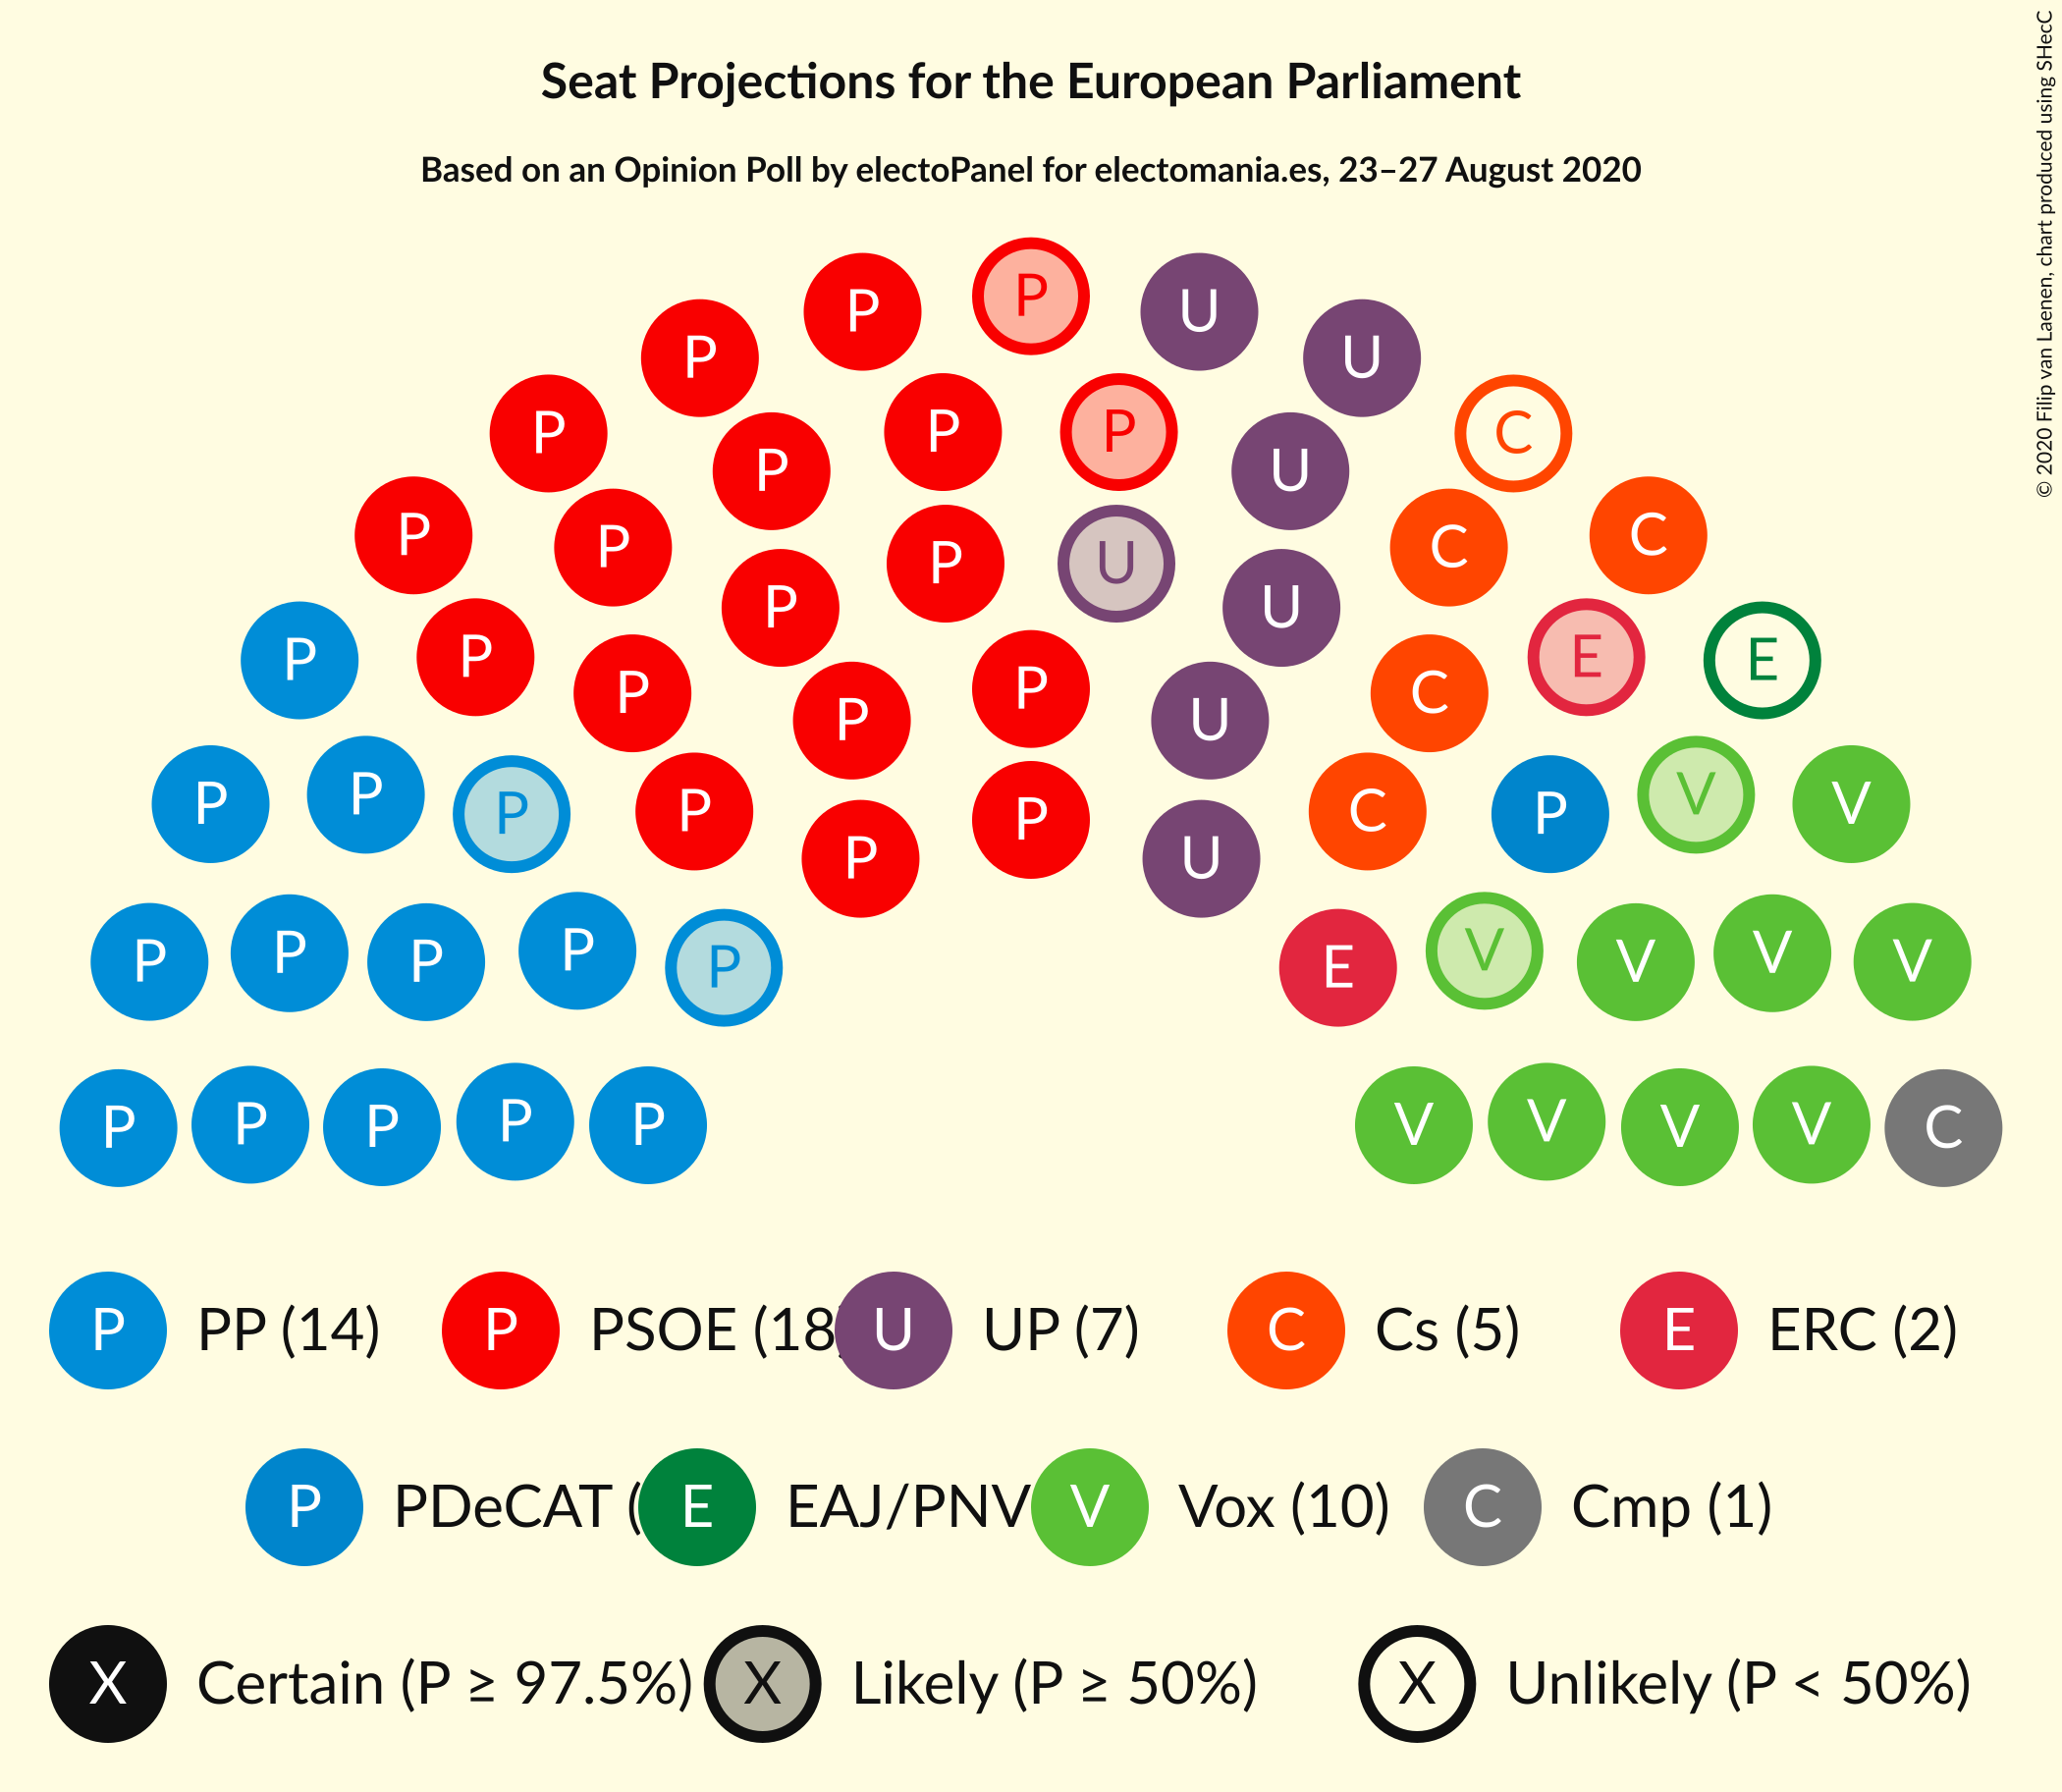 Seat Projections for the European Parliament
Based on an Opinion Poll by electoPanel for electomania.es, 23–27 August 2020
© 2020 Filip van Laenen, chart produced using SHecC
P P P U U
P P P P U C
P P P P U U C C
P P P P P U C E E
P P P P P P U C P V V
P P P P P E V V V V
P P P P P V V V V C
P PP (14) P PSOE (18 U UP (7) C Cs (5) E ERC (2)
P PDeCAT ( E EAJ/PNV V Vox (10) C Cmp (1)
X Certain (P ≥ 97.5%) X Likely (P ≥ 50%) X Unlikely (P < 50%)